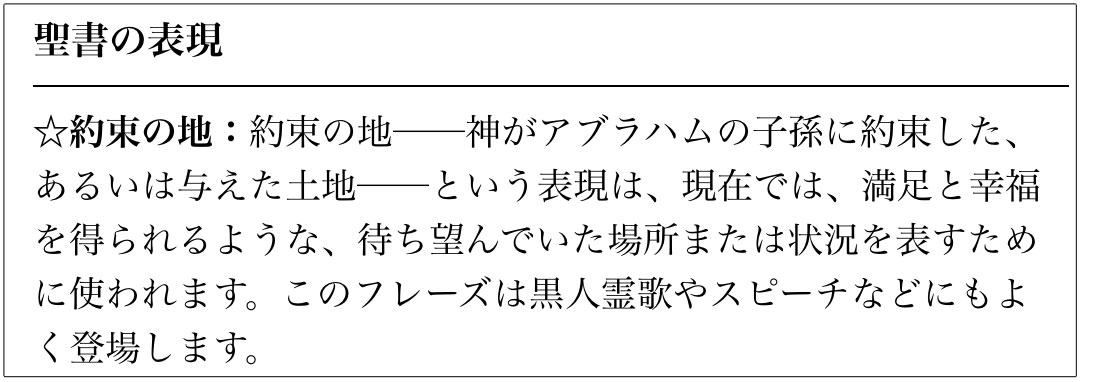 聖書の表現
☆約束の地：約束の地──神がアブラハムの子孫に約束した、
あるいは与えた土地──という表現は、現在では、満足と幸福
を得られるような、待ち望んでいた場所または状況を表すため
に使われます。このフレーズは黒人霊歌やスピーチなどにもよ
く登場します。